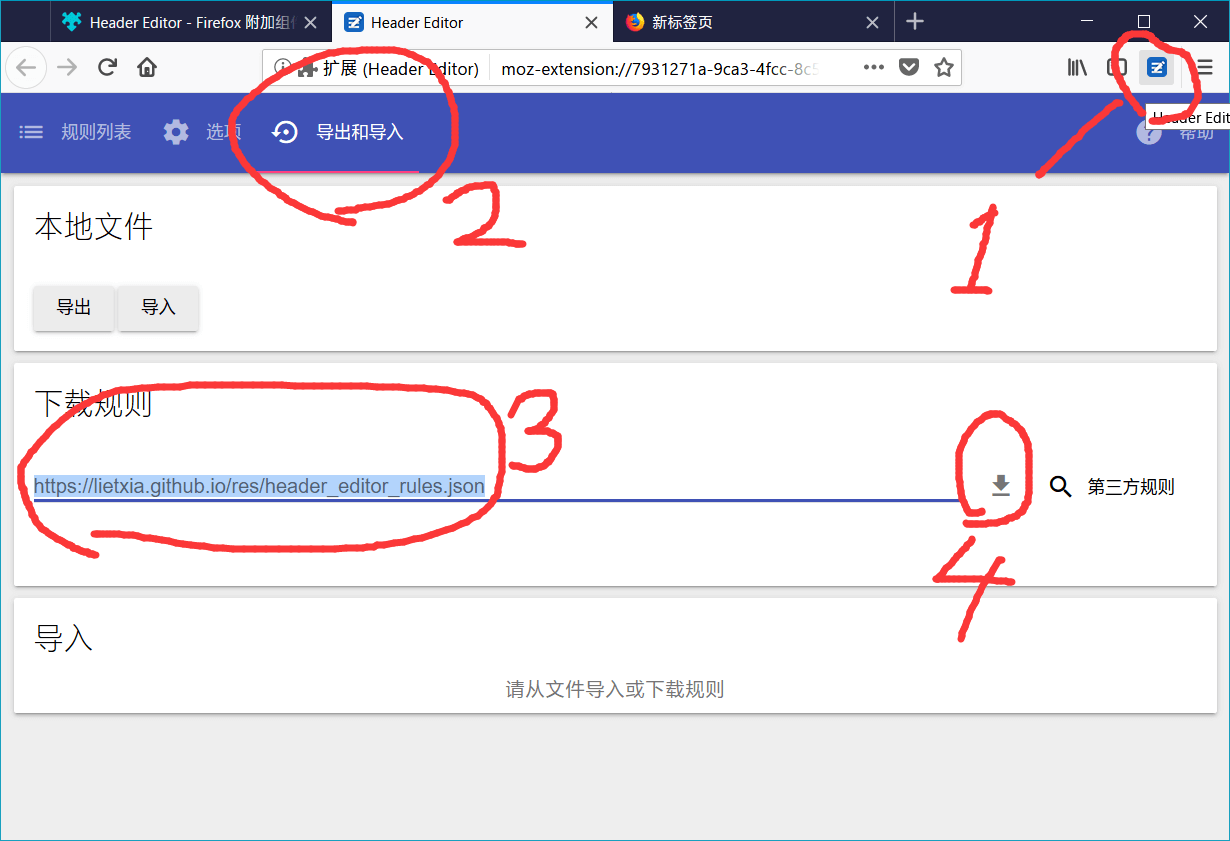 Header Editor - Firefox 附加组件
Header Editor
新标签页
扩展 (Header Editor)
moz-extension://7931271a-9ca3-4fcc-8c5
规则列表
选项
导出和导入
Header Edit
帮助
2
1
本地文件
导出
导入
下载规则
3
https://lietxia.github.io/res/header_editor_rules.json
第三方规则
4
导入
请从文件导入或下载规则